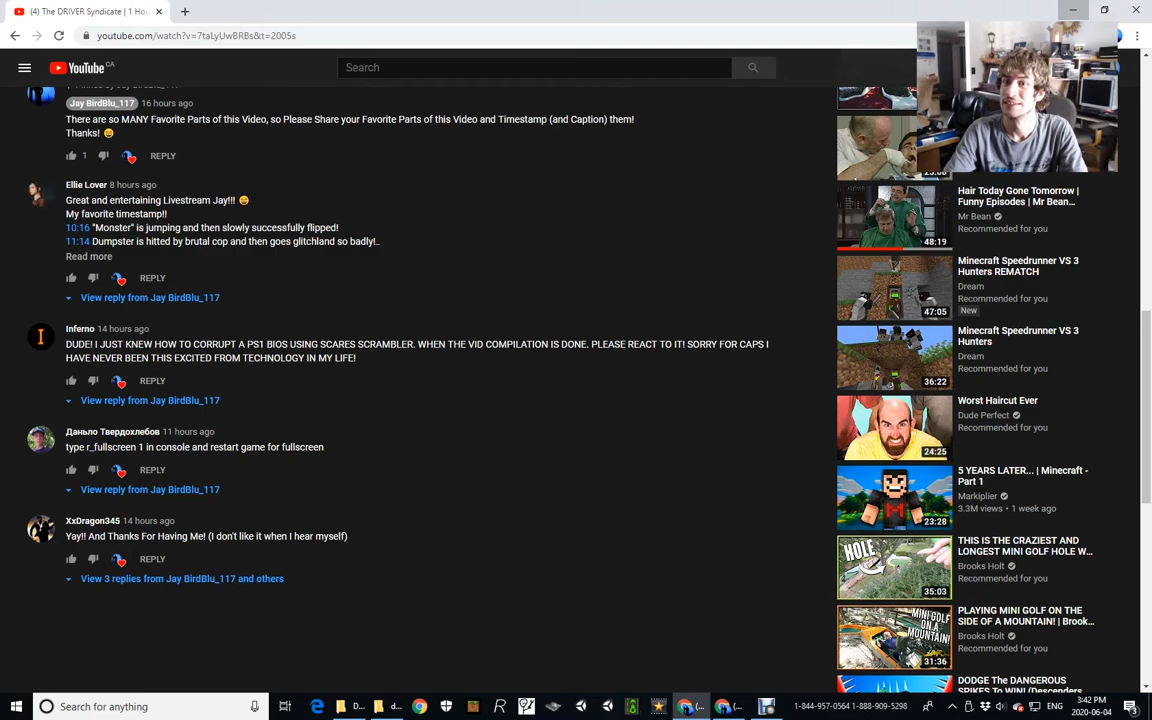 (4) The DRIVER Syndicate | 1 Hou
youtube.com/watch?v=7taLyUwBRBs&t=2005s
YouTube CA
Search
Jay BirdBlu_117 16 hours ago
There are so MANY Favorite Parts of this Video, so Please Share your Favorite Parts of this Video and Timestamp (and Caption) them!
Thanks! 😄
1 REPLY
Ellie Lover 8 hours ago
Great and entertaining Livestream Jay!!! 😄
My favorite timestamp!!
10:16 "Monster" is jumping and then slowly successfully flipped!
11:14 Dumpster is hitted by brutal cop and then goes glitchland so badly!..
Read more
REPLY
View reply from Jay BirdBlu_117
Inferno 14 hours ago
DUDE! I JUST KNEW HOW TO CORRUPT A PS1 BIOS USING SCARES SCRAMBLER. WHEN THE VID COMPILATION IS DONE. PLEASE REACT TO IT! SORRY FOR CAPS I
HAVE NEVER BEEN THIS EXCITED FROM TECHNOLOGY IN MY LIFE!
REPLY
View reply from Jay BirdBlu_117
Даньло Твердохлебов 11 hours ago
type r_fullscreen 1 in console and restart game for fullscreen
REPLY
View reply from Jay BirdBlu_117
XxDragon345 14 hours ago
Yay!! And Thanks For Having Me! (I don't like it when I hear myself)
REPLY
View 3 replies from Jay BirdBlu_117 and others
Hair Today Gone Tomorrow |
Funny Episodes | Mr Bean...
Mr Bean
Recommended for you
48:19
Minecraft Speedrunner VS 3
Hunters REMATCH
Dream
Recommended for you
New
47:05
Minecraft Speedrunner VS 3
Hunters
Dream
Recommended for you
36:22
Worst Haircut Ever
Dude Perfect
Recommended for you
24:25
5 YEARS LATER... | Minecraft -
Part 1
Markiplier
3.3M views • 1 week ago
23:28
THIS IS THE CRAZIEST AND
LONGEST MINI GOLF HOLE W...
Brooks Holt
Recommended for you
HOLE
35:03
PLAYING MINI GOLF ON THE
SIDE OF A MOUNTAIN! | Brook...
Brooks Holt
Recommended for you
MINI GOLF
ON A
MOUNTAIN!
31:36
DODGE The DANGEROUS
SPIKES To WIN! (Descenders
Search for anything
D...
d...
(...
(...
1-844-957-0564 1-888-909-5298
ENG
3:42 PM
2020-06-04
3